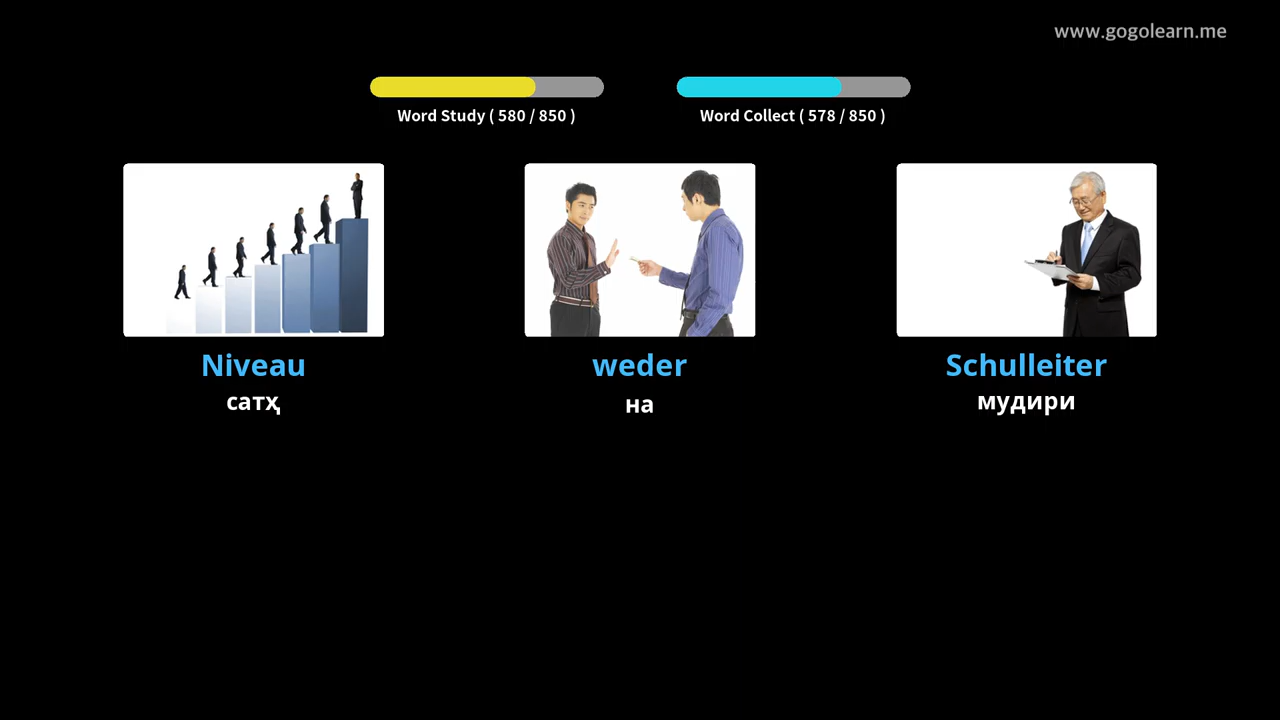 www.gogolearn.me
Word Study ( 580 / 850 )
Word Collect ( 578 / 850 )
Niveau
сатҳ
weder
на
Schulleiter
мудири